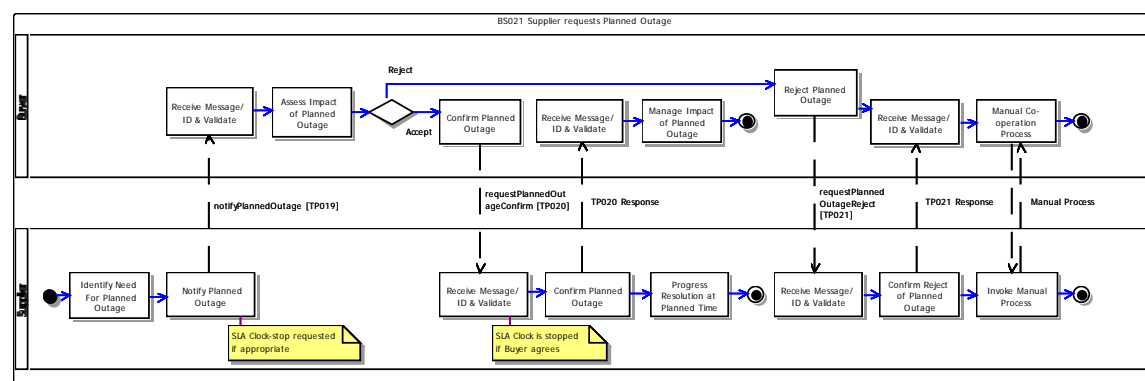 BS021 Supplier requests Planned Outage
Buyer
Reject
Receive Message/
ID & Validate
Assess Impact
of Planned
Outage
Accept
Confirm Planned
Outage
Receive Message/
ID & Validate
Manage Impact
of Planned
Outage
Reject Planned
Outage
Receive Message/
ID & Validate
Manual Co-
operation
Process
notifyPlannedOutage [TP019]
requestPlannedOut
ageConfirm [TP020]
TP020 Response
requestPlanned
OutageReject
[TP021]
TP021 Response
Manual Process
Supplier
Identify Need
For Planned
Outage
Notify Planned
Outage
Receive Message/
ID & Validate
Confirm Planned
Outage
Progress
Resolution at
Planned Time
Receive Message/
ID & Validate
Confirm Reject
of Planned
Outage
Invoke Manual
Process
SLA Clock-stop requested
if appropriate
SLA Clock is stopped
if Buyer agrees